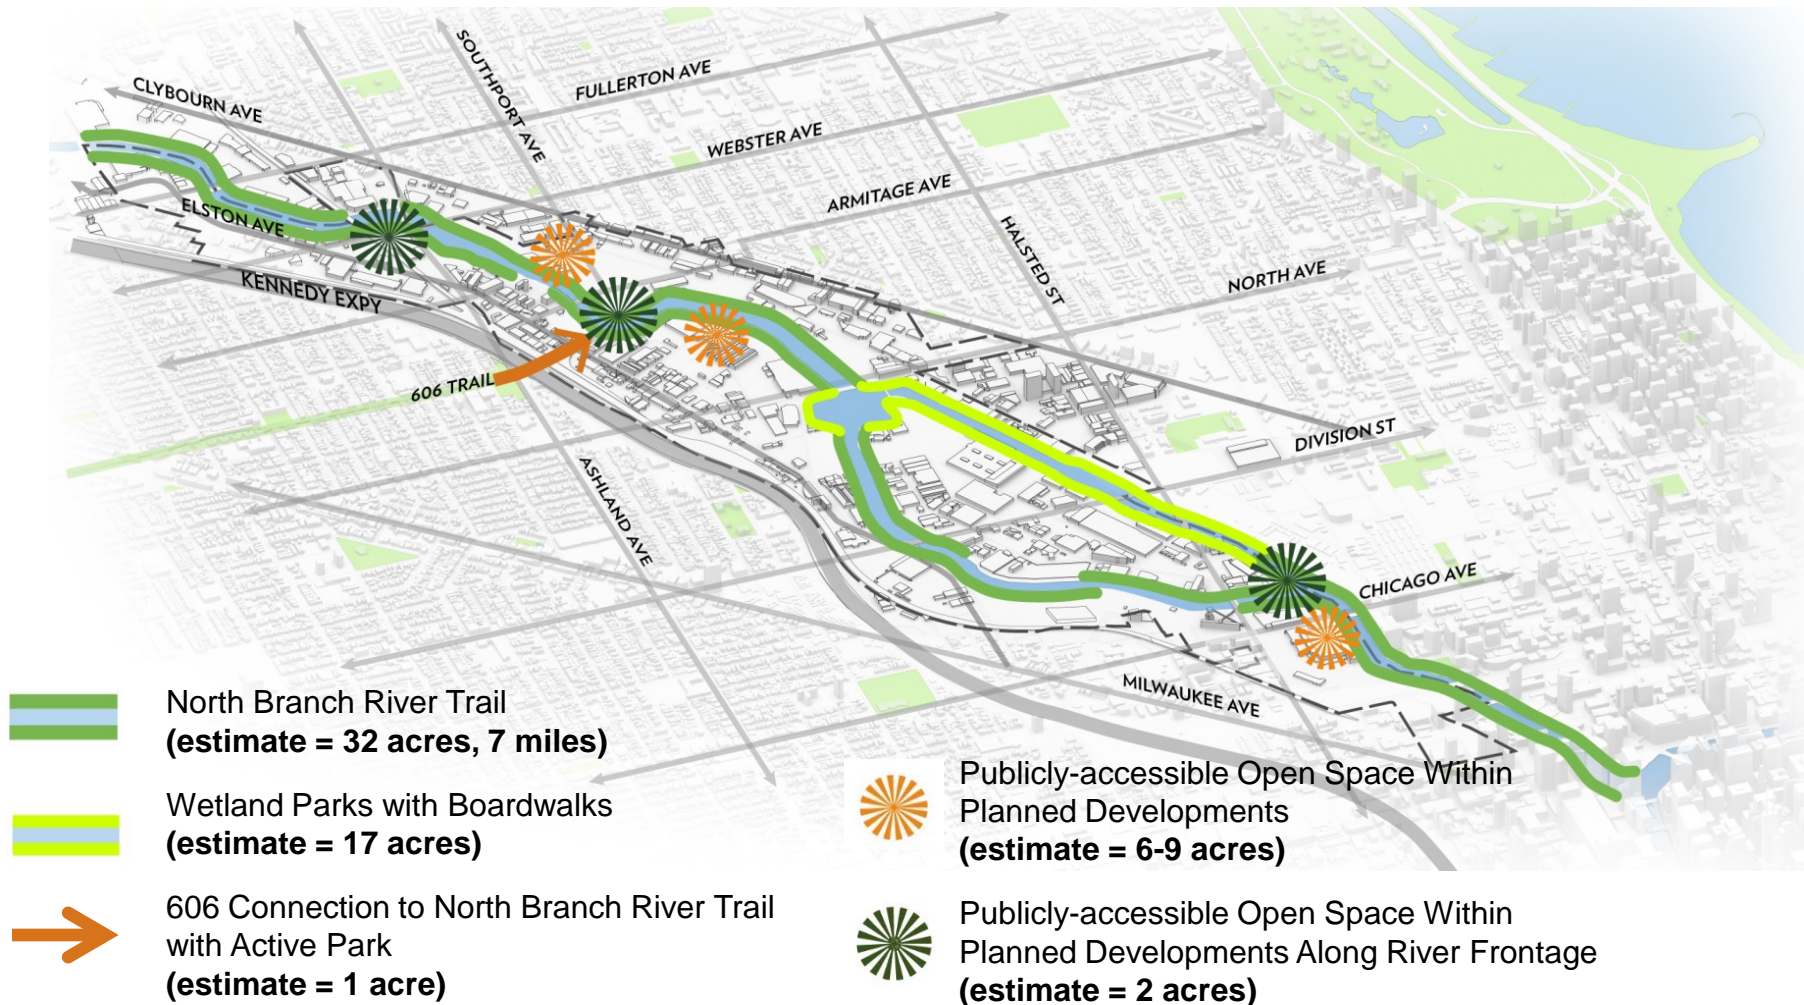 CLYBOURN AVE
SOUTHPORT AVE
FULLERTON AVE
WEBSTER AVE
ARMITAGE AVE
ELSTON AVE
HALSTED ST
NORTH AVE
KENNEDY EXPY
606 TRAIL
DIVISION ST
ASHLAND AVE
CHICAGO AVE
MILWAUKEE AVE
North Branch River Trail
(estimate = 32 acres, 7 miles)
Wetland Parks with Boardwalks
(estimate = 17 acres)
606 Connection to North Branch River Trail
with Active Park
(estimate = 1 acre)
Publicly-accessible Open Space Within
Planned Developments
(estimate = 6-9 acres)
Publicly-accessible Open Space Within
Planned Developments Along River Frontage
(estimate = 2 acres)